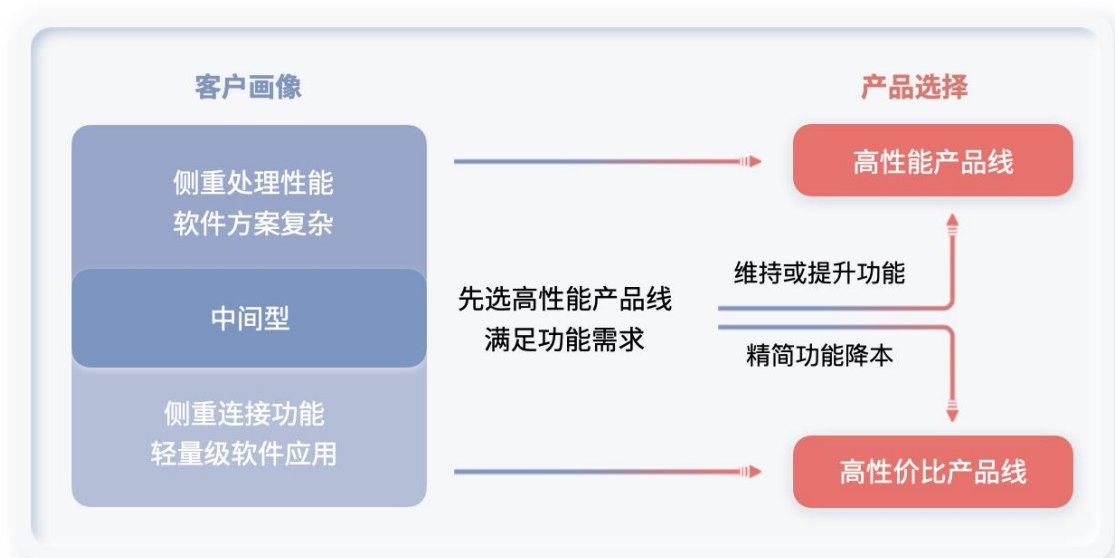 客户画像
产品选择
侧重处理性能
软件方案复杂
高性能产品线
中间型
先选高性能产品线
满足功能需求
维持或提升功能
精简功能降本
侧重连接功能
轻量级软件应用
高性价比产品线